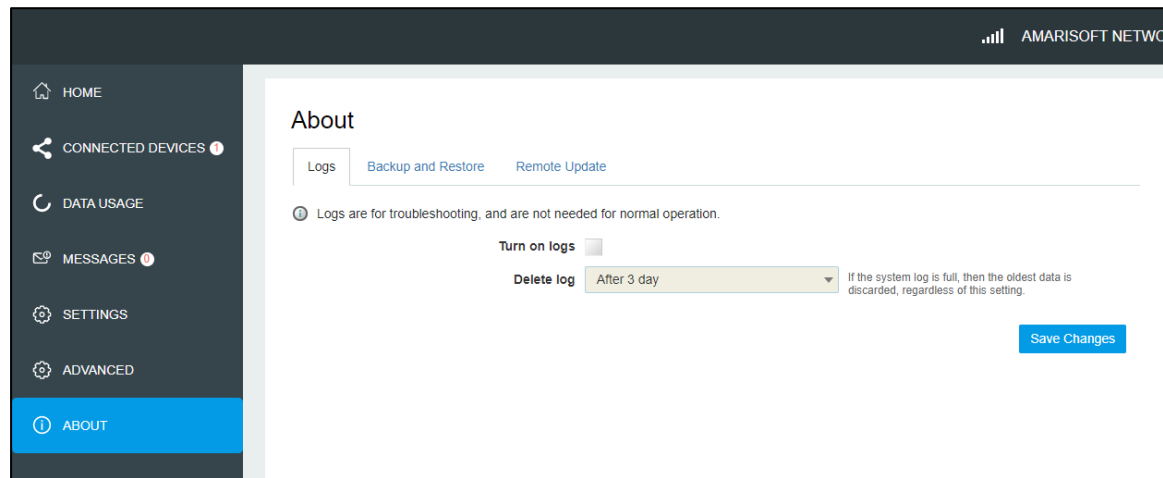 AMARISOFT NETWO
HOME
CONNECTED DEVICES 1
DATA USAGE
MESSAGES 0
SETTINGS
ADVANCED
ABOUT
About
Logs Backup and Restore Remote Update
Logs are for troubleshooting, and are not needed for normal operation.
Turn on logs
Delete log After 3 day
If the system log is full, then the oldest data is
discarded, regardless of this setting.
Save Changes